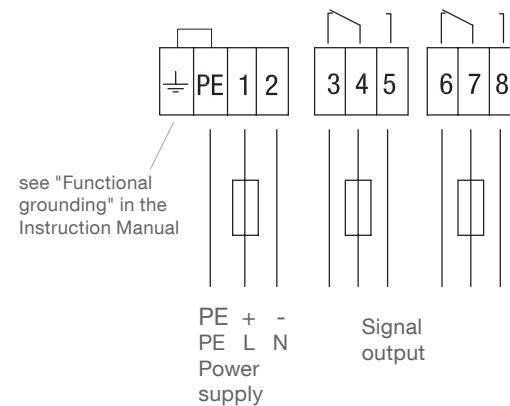 PE 1 2 3 4 5 6 7 8
see "Functional
grounding" in the
Instruction Manual
PE + -
PE L N
Power
supply
Signal
output